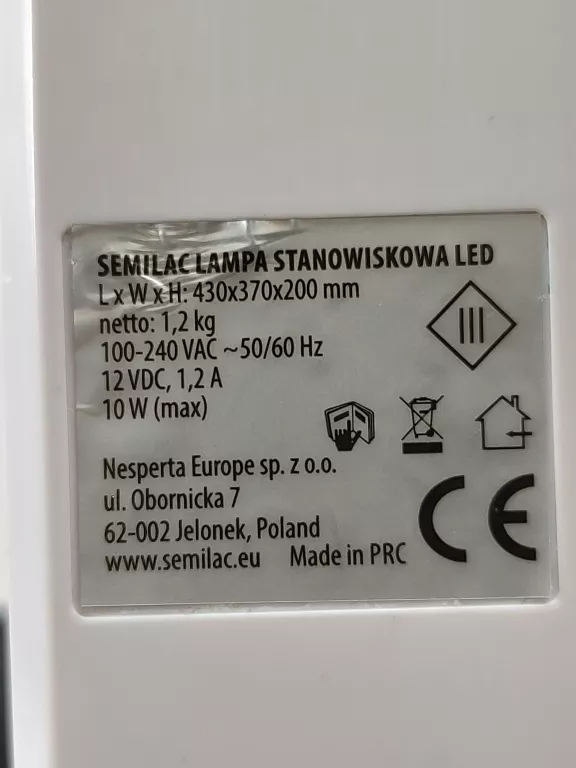 SEMILAC LAMPA STANOWISKOWA LED
L x W x H: 430x370x200 mm
netto: 1,2 kg
100-240 VAC ~50/60 Hz
12 VDC, 1,2 A
10 W (max)
III
Nesperta Europe sp. z o.o.
ul. Obornicka 7
62-002 Jelonek, Poland
www.semilac.eu Made in PRC
CE